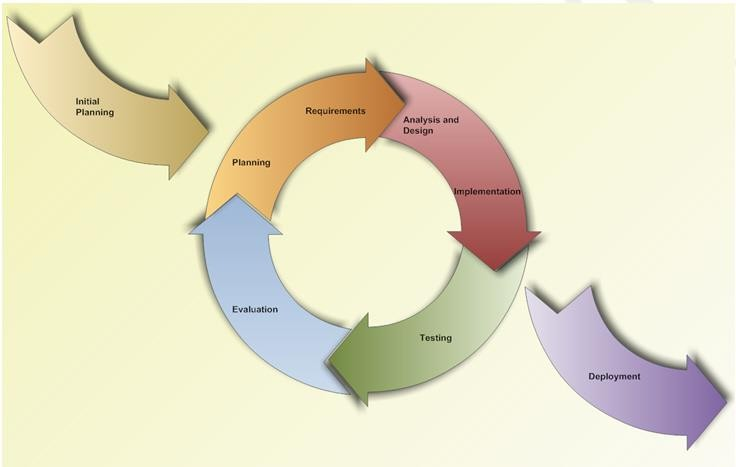 Initial
Planning
Requirements
Analysis and
Design
Planning
Implementation
Evaluation
Testing
Deployment